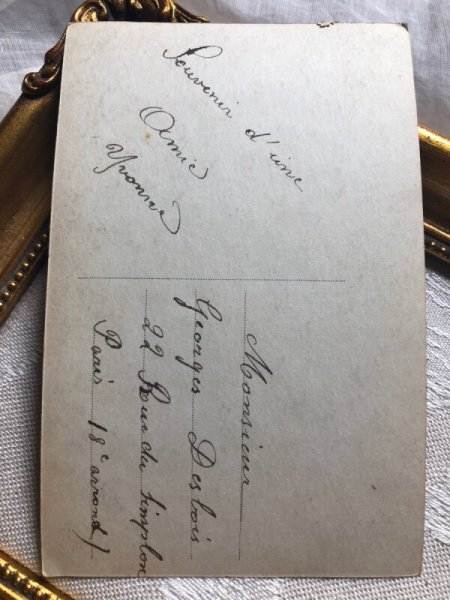 Souvenir d'une
Amie
Yvonne
Monsieur
Georges Desbois
22 Rue du Simplon
Paris 18e arrond/